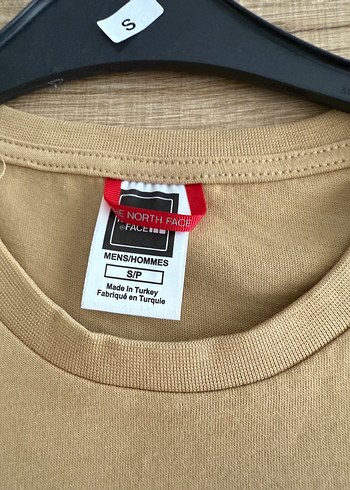 S
E NORTH FACE
FACE
MENS/HOMMES
S/P
Made in Turkey
Fabriqué en Turquie